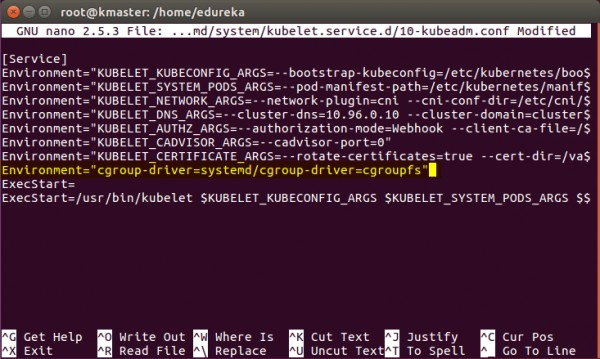 root@kmaster: /home/edureka
GNU nano 2.5.3 File: ...md/system/kubelet.service.d/10-kubeadm.conf Modified
[Service]
Environment="KUBELET_KUBECONFIG_ARGS=--bootstrap-kubeconfig=/etc/kubernetes/boo$
Environment="KUBELET_SYSTEM_PODS_ARGS=--pod-manifest-path=/etc/kubernetes/manif$
Environment="KUBELET_NETWORK_ARGS=--network-plugin=cni --cni-conf-dir=/etc/cni/$
Environment="KUBELET_DNS_ARGS=--cluster-dns=10.96.0.10 --cluster-domain=cluster$
Environment="KUBELET_AUTHZ_ARGS=--authorization-mode=Webhook --client-ca-file=/$
Environment="KUBELET_CADVISOR_ARGS=--cadvisor-port=0"
Environment="KUBELET_CERTIFICATE_ARGS=--rotate-certificates=true --cert-dir=/va$
Environment="cgroup-driver=systemd/cgroup-driver=cgroupfs"
ExecStart=
ExecStart=/usr/bin/kubelet $KUBELET_KUBECONFIG_ARGS $KUBELET_SYSTEM_PODS_ARGS $$
^G Get Help ^O Write Out ^W Where Is ^K Cut Text ^J Justify ^C Cur Pos
^X Exit ^R Read File ^\ Replace ^U Uncut Text ^T To Spell ^_ Go To Line